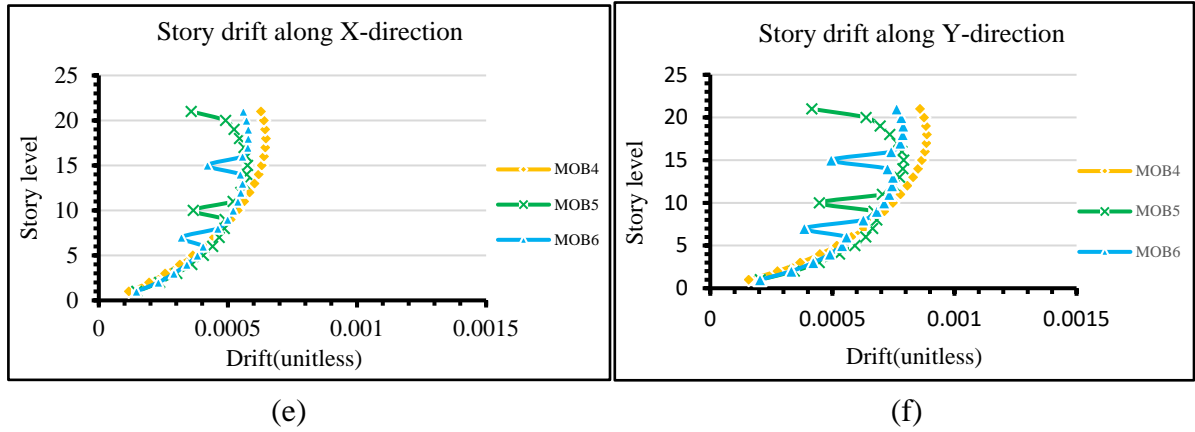 Story drift along X-direction
25
20
15
10
5
0
0 0.0005 0.001 0.0015
Story level
Drift(unitless)
MOB4
MOB5
MOB6
(e)
Story drift along Y-direction
25
20
15
10
5
0
0 0.0005 0.001 0.0015
Story level
Drift(unitless)
MOB4
MOB5
MOB6
(f)